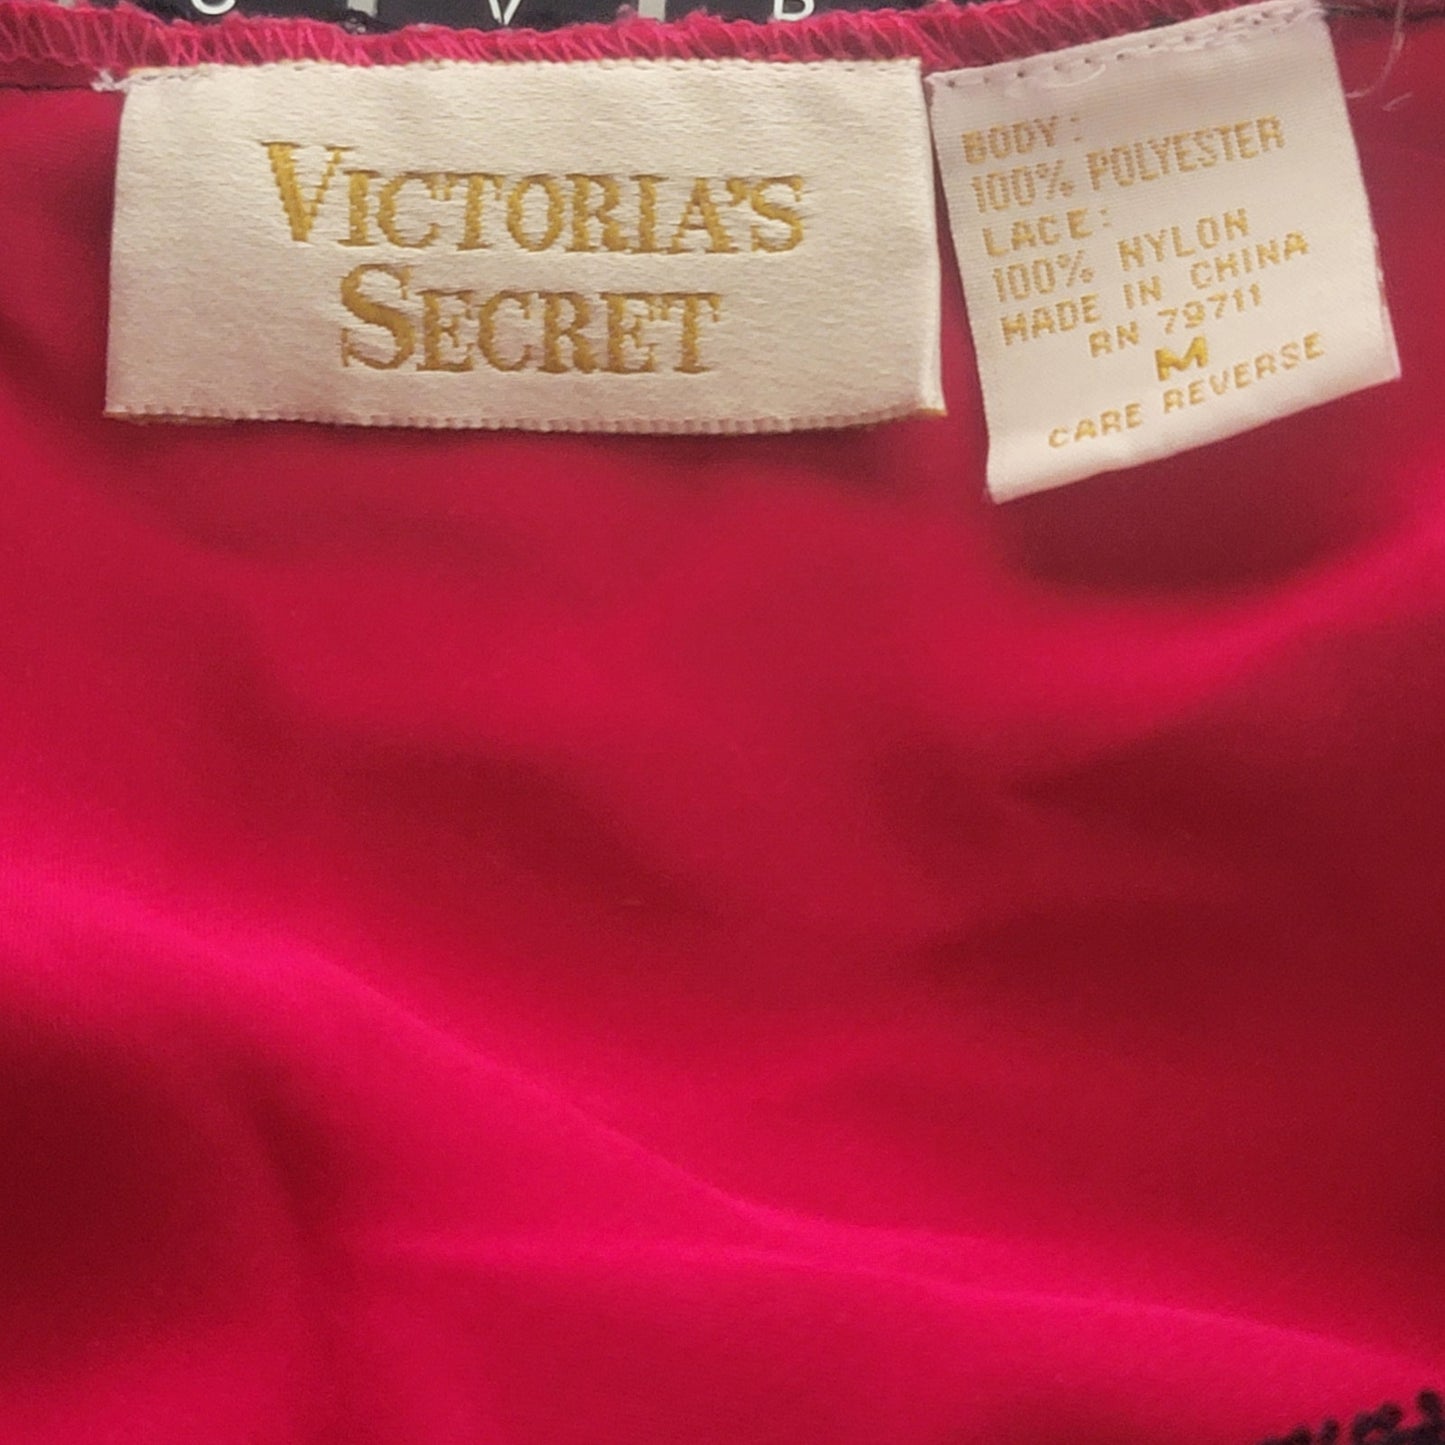 VICTORIA'S
SECRET
BODY:
100% POLYESTER
LACE:
100% NYLON
MADE IN CHINA
RN 79711
M
CARE REVERSE